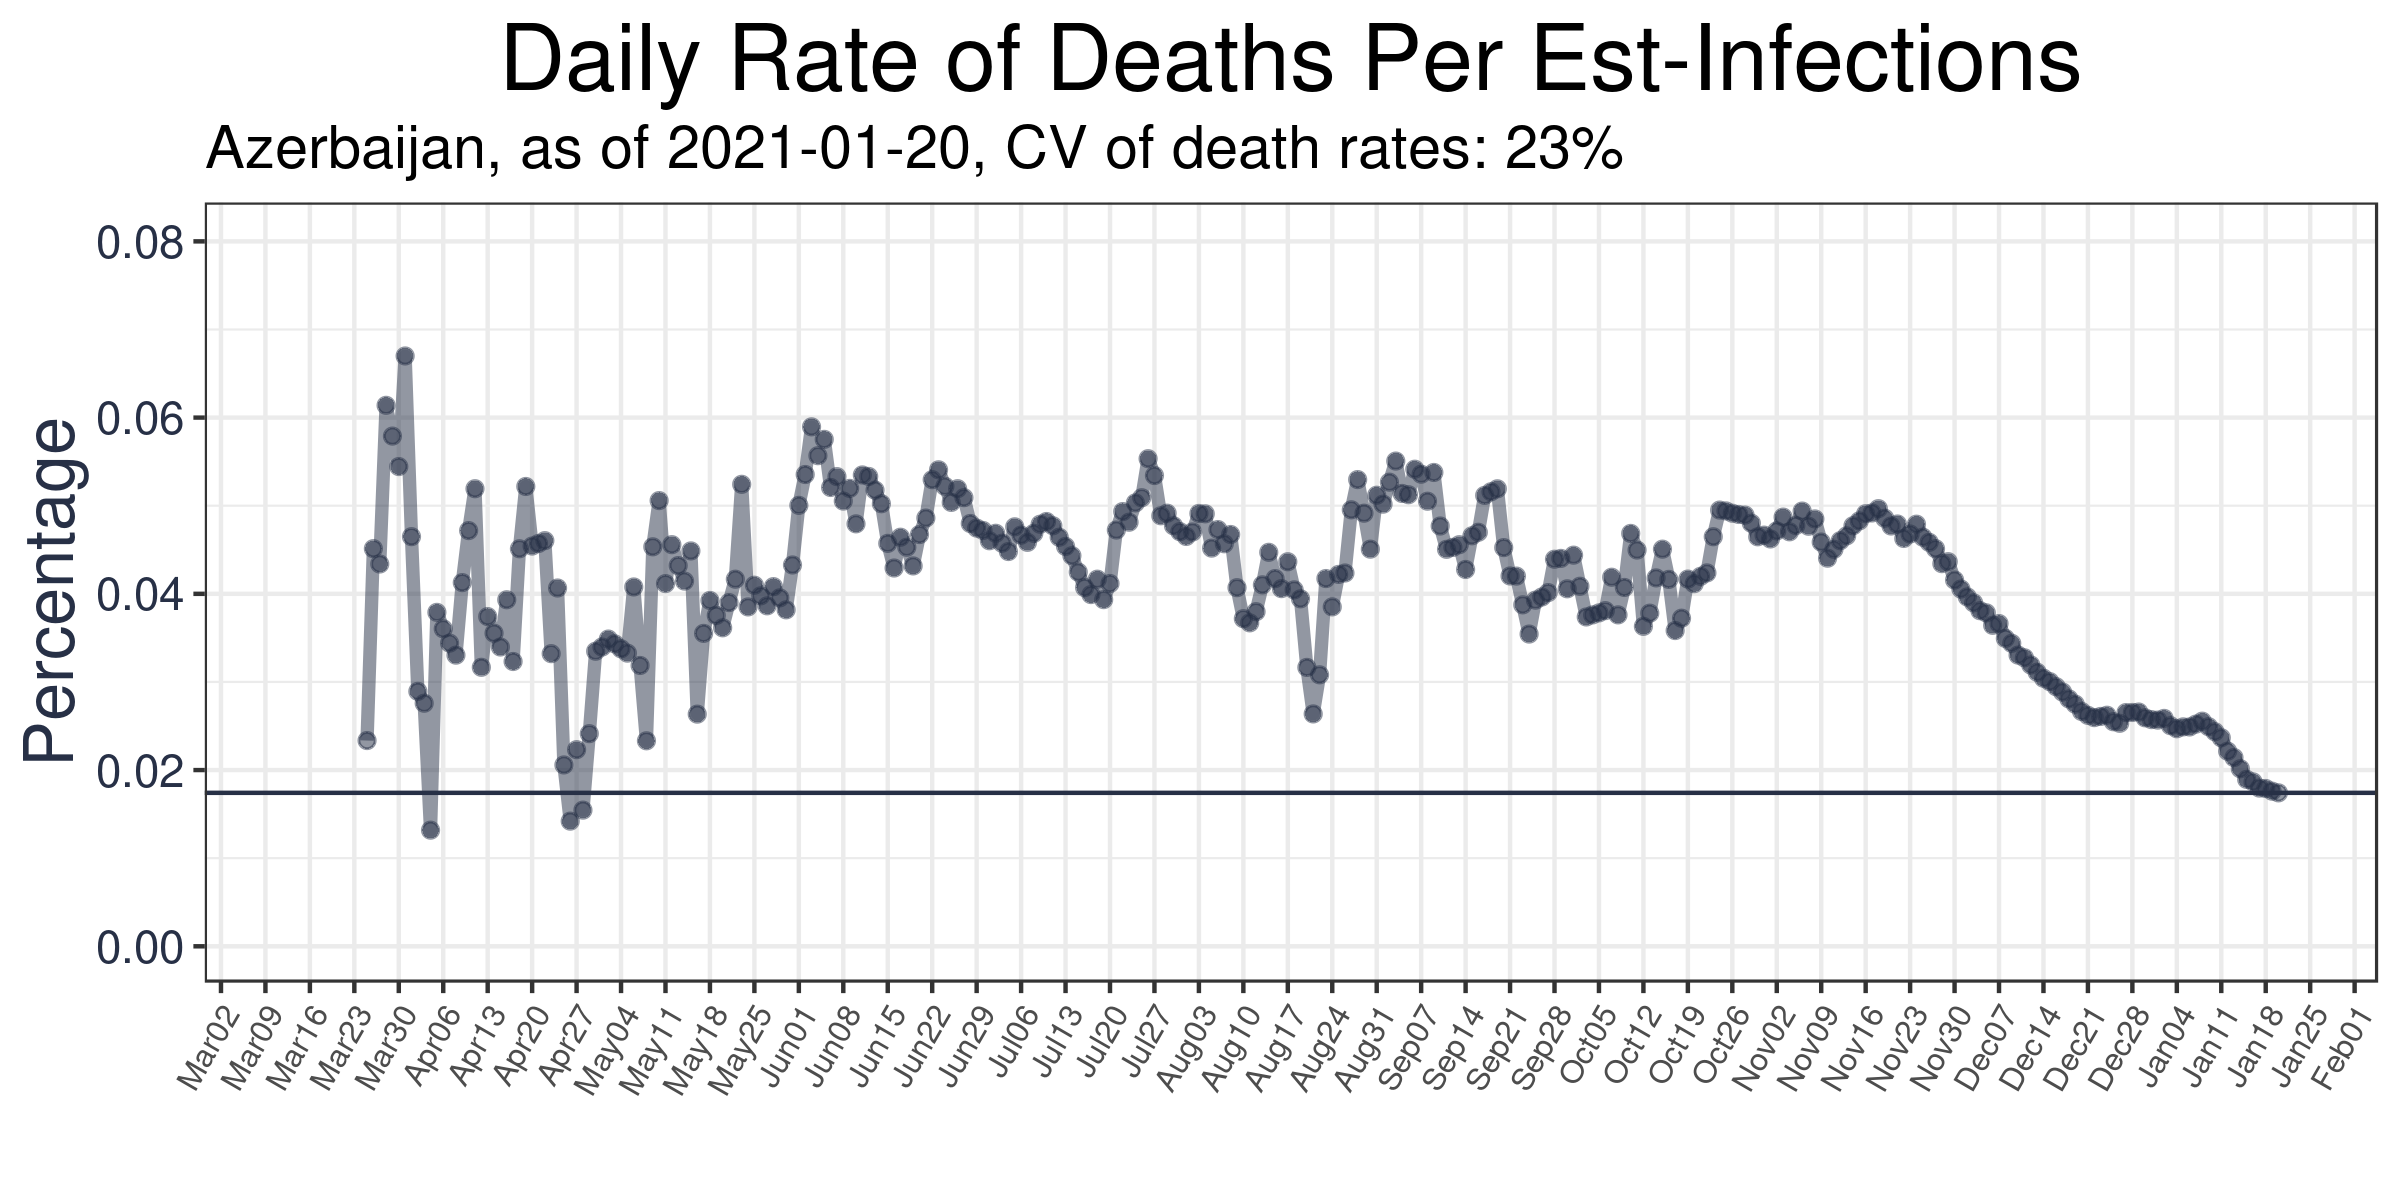 Daily Rate of Deaths Per Est-Infections
Azerbaijan, as of 2021-01-20, CV of death rates: 23%
Percentage
0.08
0.06
0.04
0.02
0.00
Mar02
Mar09
Mar16
Mar23
Mar30
Apr06
Apr13
Apr20
Apr27
May04
May11
May18
May25
Jun01
Jun08
Jun15
Jun22
Jun29
Jul06
Jul13
Jul20
Jul27
Aug03
Aug10
Aug17
Aug24
Aug31
Sep07
Sep14
Sep21
Sep28
Oct05
Oct12
Oct19
Oct26
Nov02
Nov09
Nov16
Nov23
Nov30
Dec07
Dec14
Dec21
Dec28
Jan04
Jan11
Jan18
Jan25
Feb01